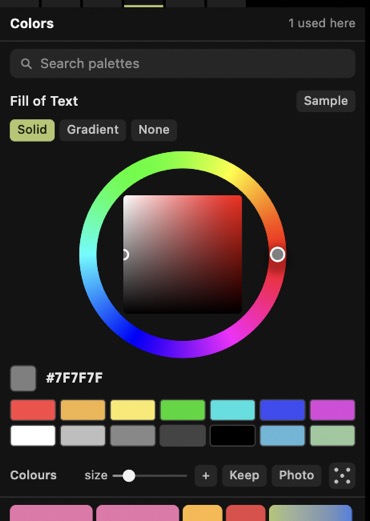 Colors 1 used here
Search palettes
Fill of Text Sample
Solid Gradient None
#7F7F7F
Colours size + Keep Photo